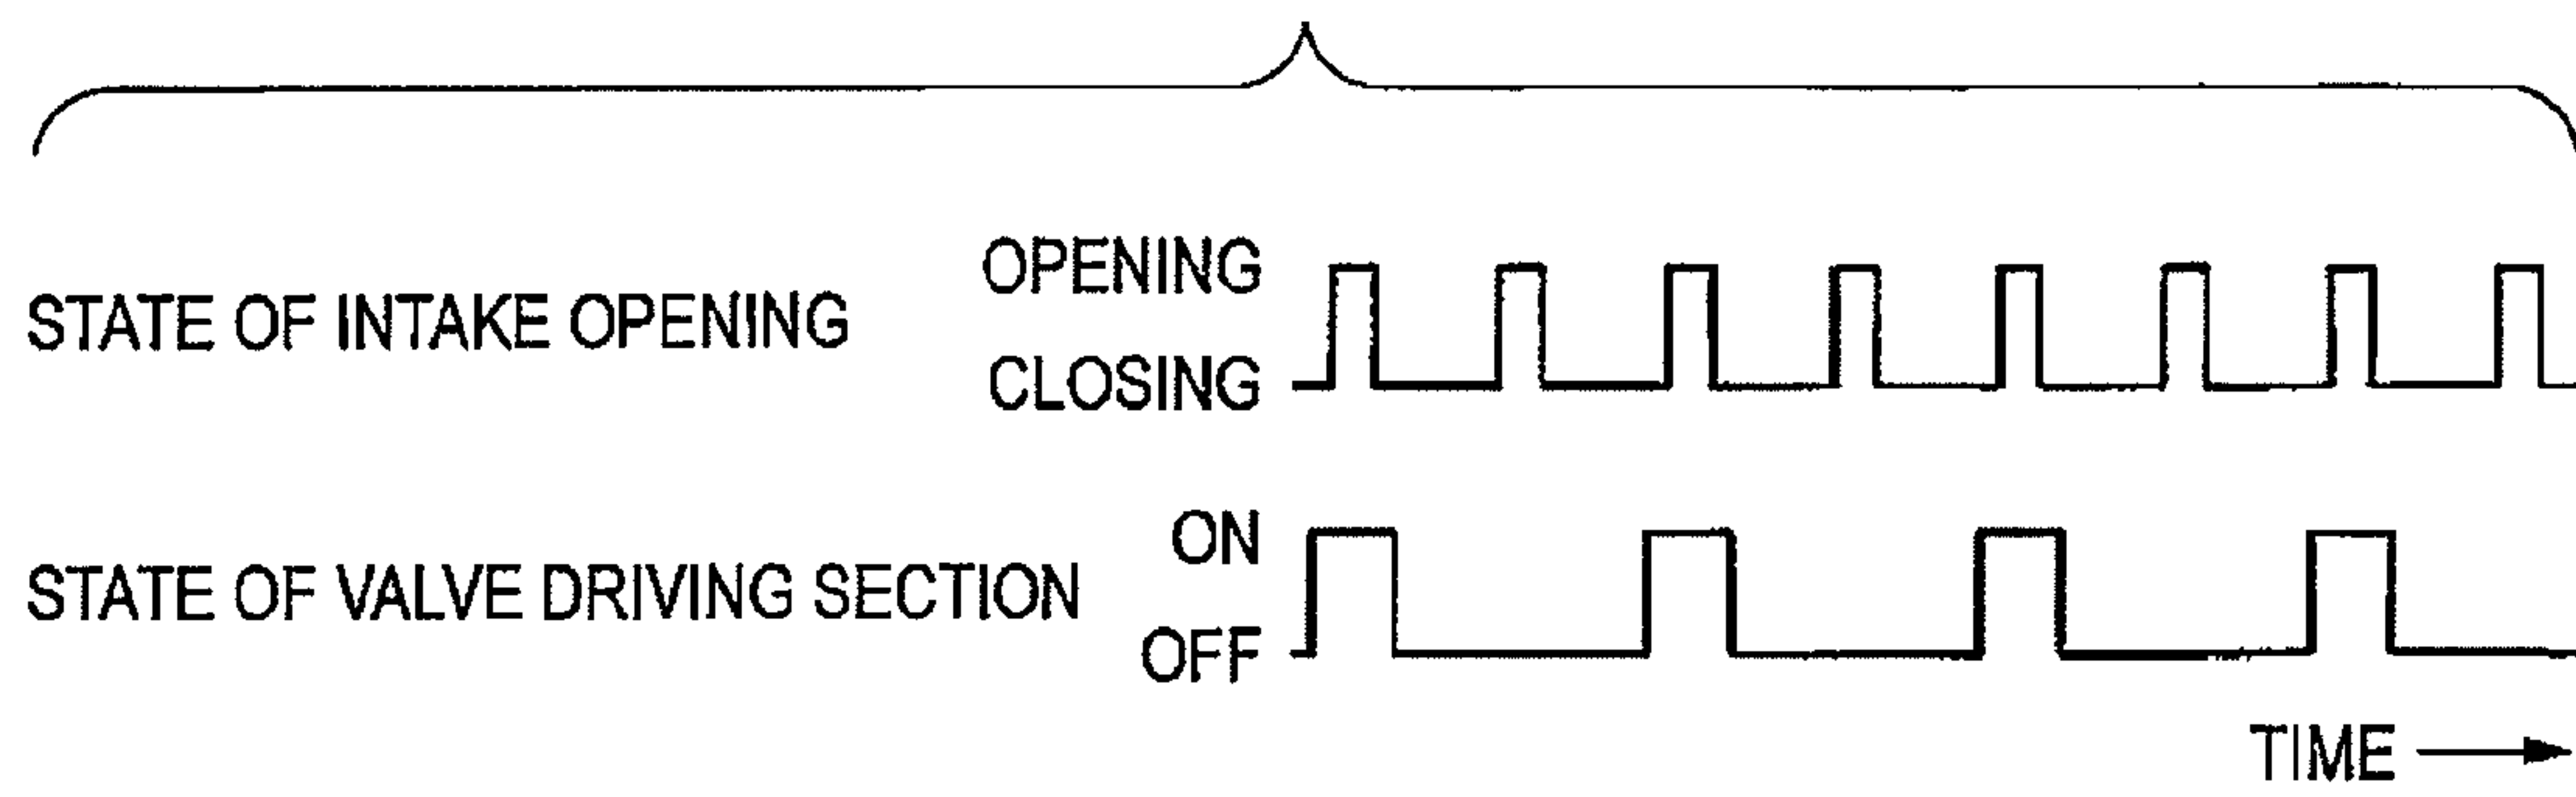 OPENING
STATE OF INTAKE OPENING
CLOSING
ON
STATE OF VALVE DRIVING SECTION
OFF
TIME